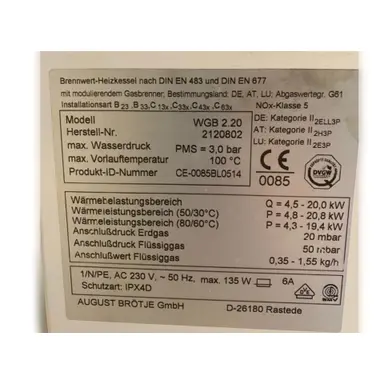 Brennwert-Heizkessel nach DIN EN 483 und DIN EN 677
mit modulierendem Gasbrenner; Bestimmungsland: DE, AT, LU; Abgaswertegr. G61
Installationsart B23, B33, C13x, C33x, C43x, C63x NOx-Klasse 5
Modell WGB 2.20
Herstell-Nr. 2120802
max. Wasserdruck PMS = 3,0 bar
max. Vorlauftemperatur 100 °C
Produkt-ID-Nummer CE-0085BL0514
DE: Kategorie II2ELL3P
AT: Kategorie II2H3P
LU: Kategorie II2E3P
CE
0085
DVGW
Wärmebelastungsbereich Q = 4,5 - 20,0 kW
Wärmeleistungsbereich (50/30°C) P = 4,8 - 20,8 kW
Wärmeleistungsbereich (80/60°C) P = 4,3 - 19,4 kW
Anschlußdruck Erdgas 20 mbar
Anschlußdruck Flüssiggas 50 mbar
Anschlußwert Flüssiggas 0,35 - 1,55 kg/h
1/N/PE, AC 230 V, ~ 50 Hz, max. 135 W 6A
Schutzart: IPX4D
AUGUST BRÖTJE GmbH D-26180 Rastede